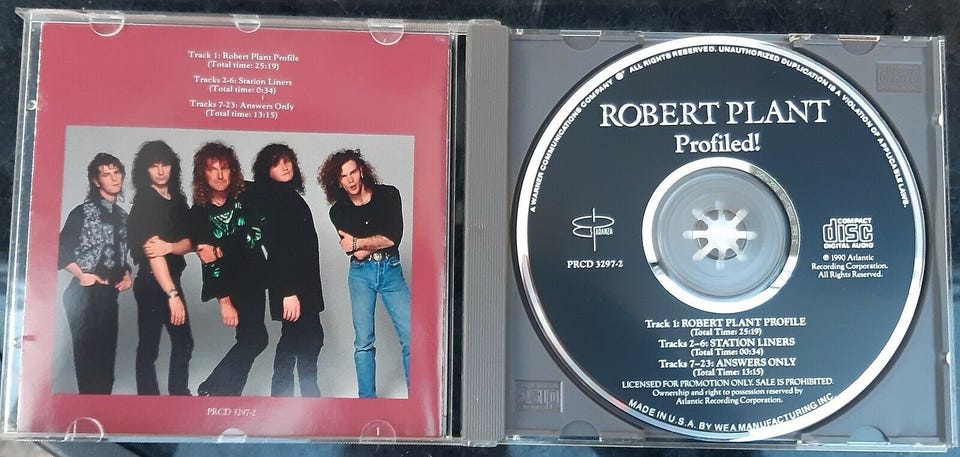 Track 1: Robert Plant Profile
(Total time: 25:19)
Tracks 2-6: Station Liners
(Total time: 0:34)
Tracks 7-23: Answers Only
(Total time: 13:15)
PRCD 3297-2
A WARNER COMMUNICATIONS COMPANY ALL RIGHTS RESERVED. UNAUTHORIZED DUPLICATION IS A VIOLATION OF APPLICABLE LAWS.
ROBERT PLANT
Profiled!
ES PARANZA
PRCD 3297-2
COMPACT
disc
DIGITAL AUDIO
℗ 1990 Atlantic
Recording Corporation.
All Rights Reserved.
Track 1: ROBERT PLANT PROFILE
(Total Time: 25:19)
Tracks 2–6: STATION LINERS
(Total Time: 00:34)
Tracks 7–23: ANSWERS ONLY
(Total Time: 13:15)
LICENSED FOR PROMOTION ONLY. SALE IS PROHIBITED.
Ownership and right to possession reserved by
Atlantic Recording Corporation.
MADE IN U.S.A. BY WEA MANUFACTURING INC.